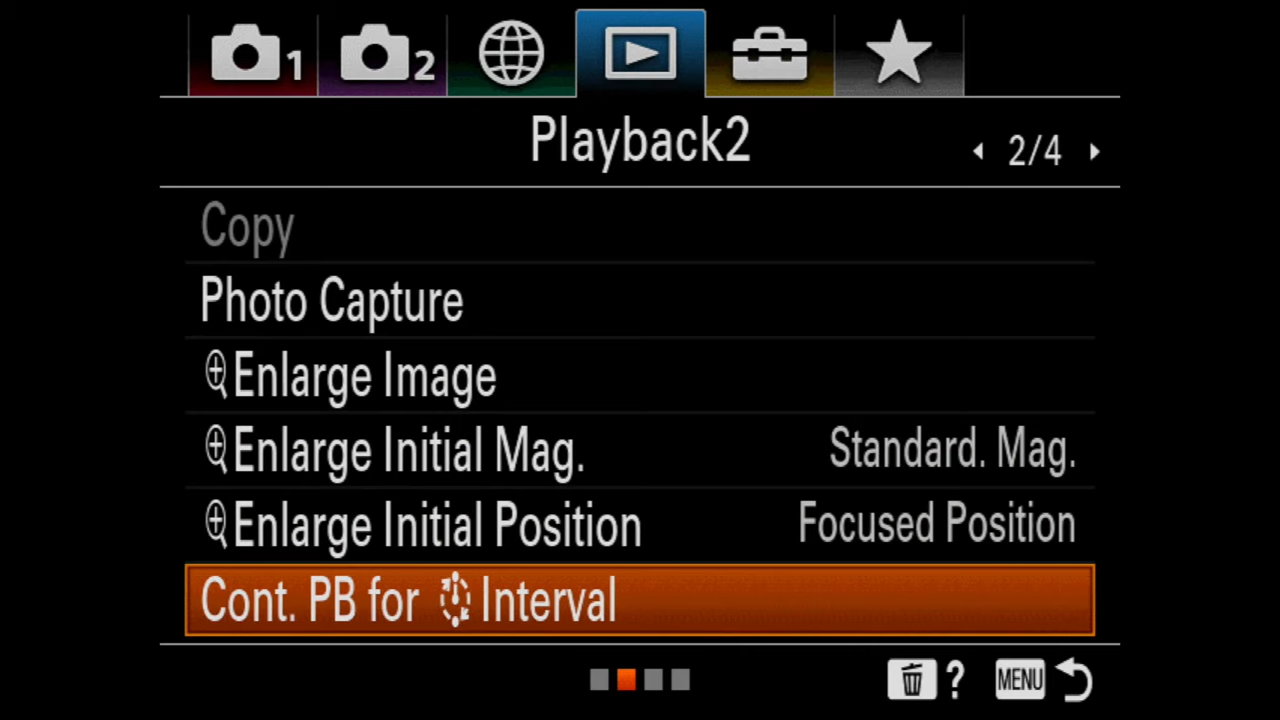 1 2
Playback2 2/4
Copy
Photo Capture
Enlarge Image
Enlarge Initial Mag. Standard. Mag.
Enlarge Initial Position Focused Position
Cont. PB for Interval
? MENU